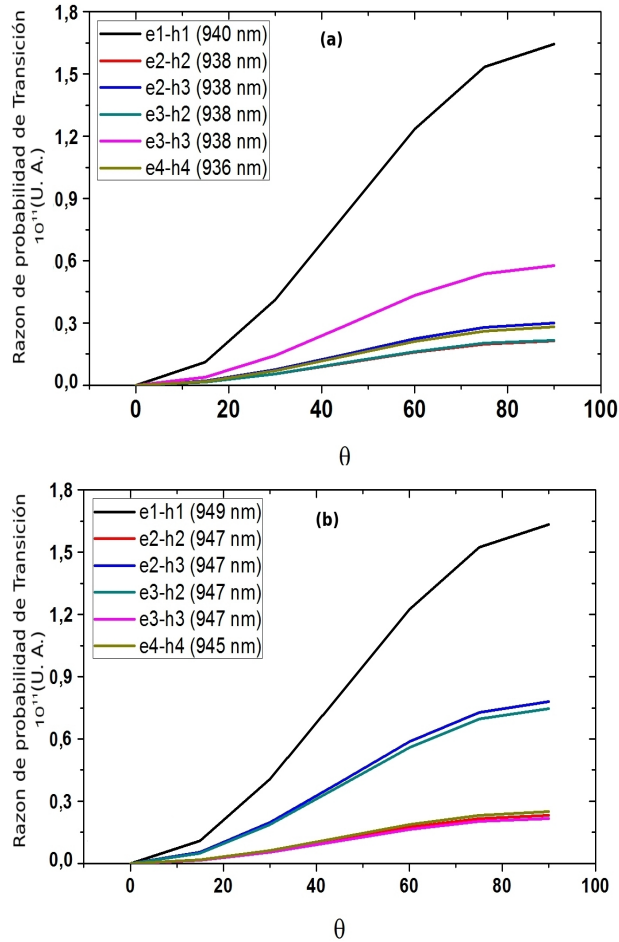 Razon de probabilidad de Transición
10¹¹(U. A.)
1,8
1,5
1,2
0,9
0,6
0,3
0,0
e1-h1 (940 nm)
e2-h2 (938 nm)
e2-h3 (938 nm)
e3-h2 (938 nm)
e3-h3 (938 nm)
e4-h4 (936 nm)
(a)
0 20 40 60 80 100
θ
Razon de probabilidad de Transición
10¹¹(U. A.)
1,8
1,5
1,2
0,9
0,6
0,3
0,0
e1-h1 (949 nm)
e2-h2 (947 nm)
e2-h3 (947 nm)
e3-h2 (947 nm)
e3-h3 (947 nm)
e4-h4 (945 nm)
(b)
0 20 40 60 80 100
θ